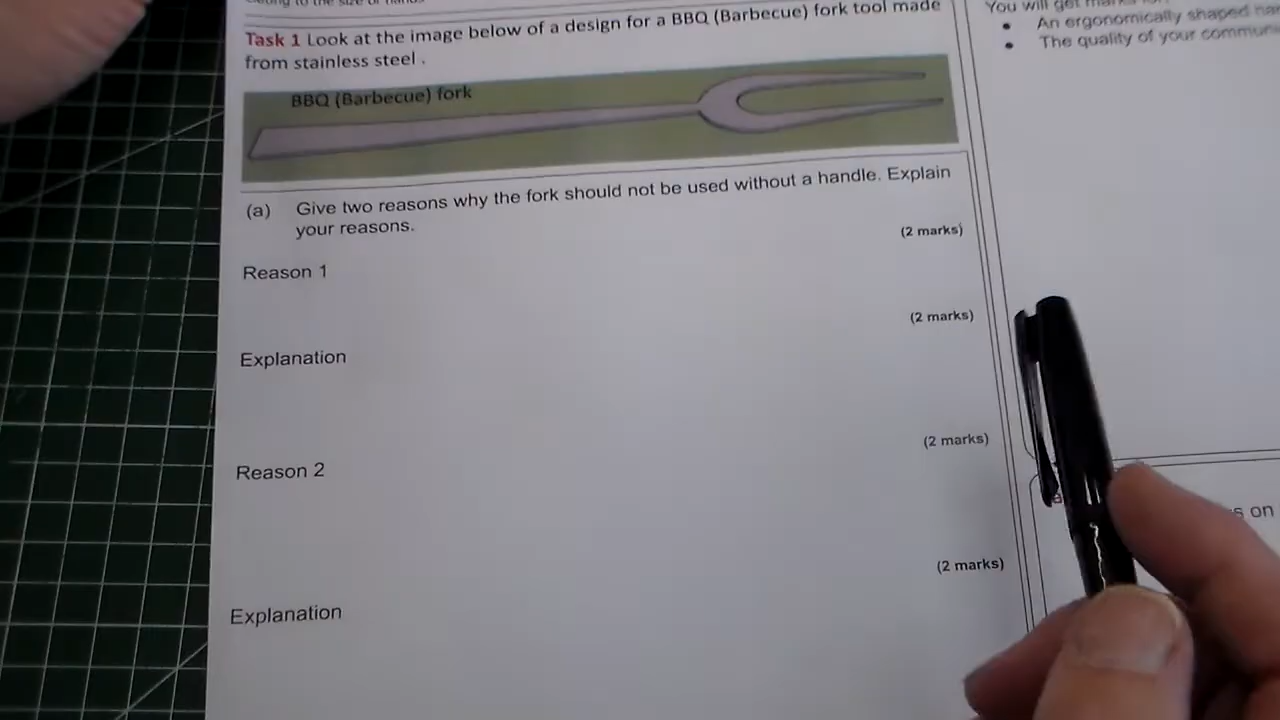 Task 1 Look at the image below of a design for a BBQ (Barbecue) fork tool made
from stainless steel .
BBQ (Barbecue) fork
(a) Give two reasons why the fork should not be used without a handle. Explain
your reasons.
(2 marks)
Reason 1
(2 marks)
Explanation
(2 marks)
Reason 2
(2 marks)
Explanation
You will get
An ergonomically shaped
The quality of your
on